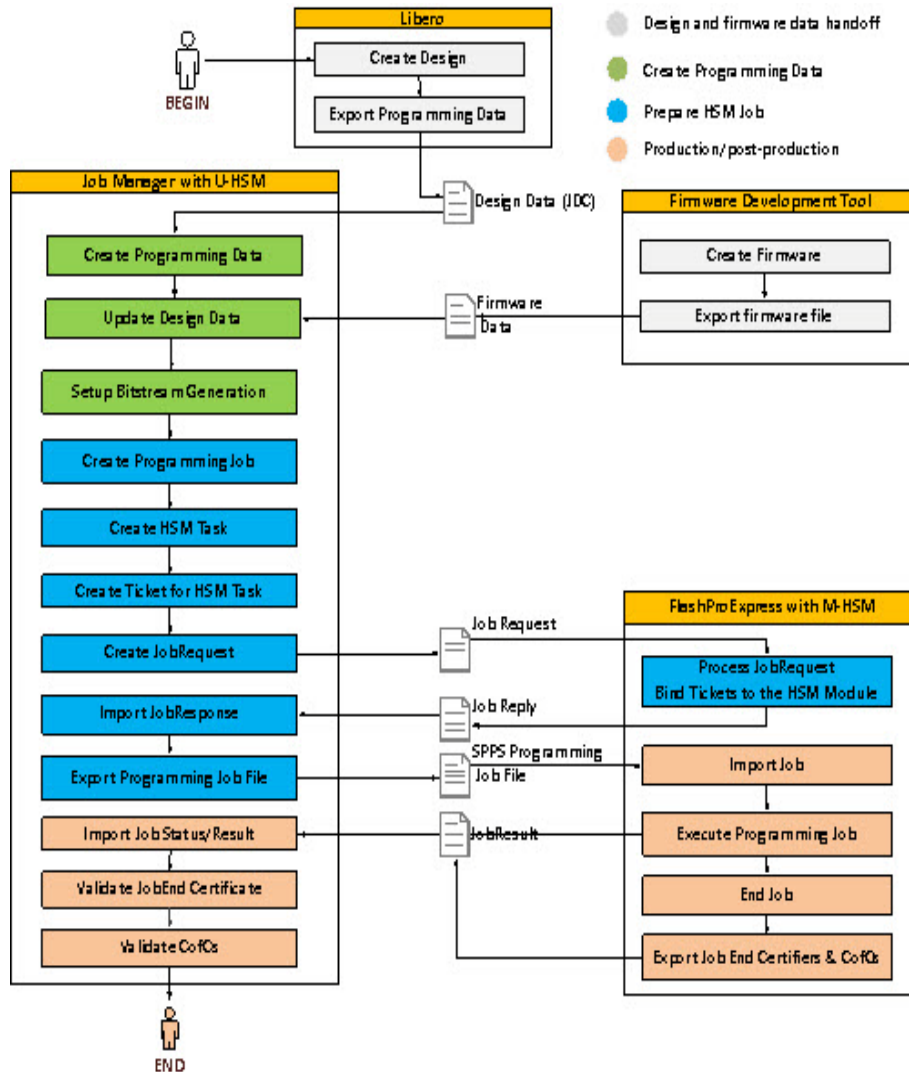 Libero
Create Design
Export Programming Data
BEGIN
Design and firmware data handoff
Create Programming Data
Prepare HSM Job
Production/post-production
Job Manager with U-HSM
Design Data (JDC)
Firmware Development Tool
Create Programming Data
Create Firmware
Update Design Data
Firmware
Data
Export firmware file
Setup Bitstream Generation
Create Programming Job
Create HSM Task
Create Ticket for HSM Task
Create JobRequest
Job Request
FlashProExpress with M-HSM
Process JobRequest
Bind Tickets to the HSM Module
Import JobResponse
Job Reply
Export Programming Job File
SPPS Programming
Job File
Import Job
Import JobStatus/Result
JobResult
Execute Programming Job
Validate JobEnd Certificate
End Job
Validate CofCs
Export Job End Certifiers & CofCs
END